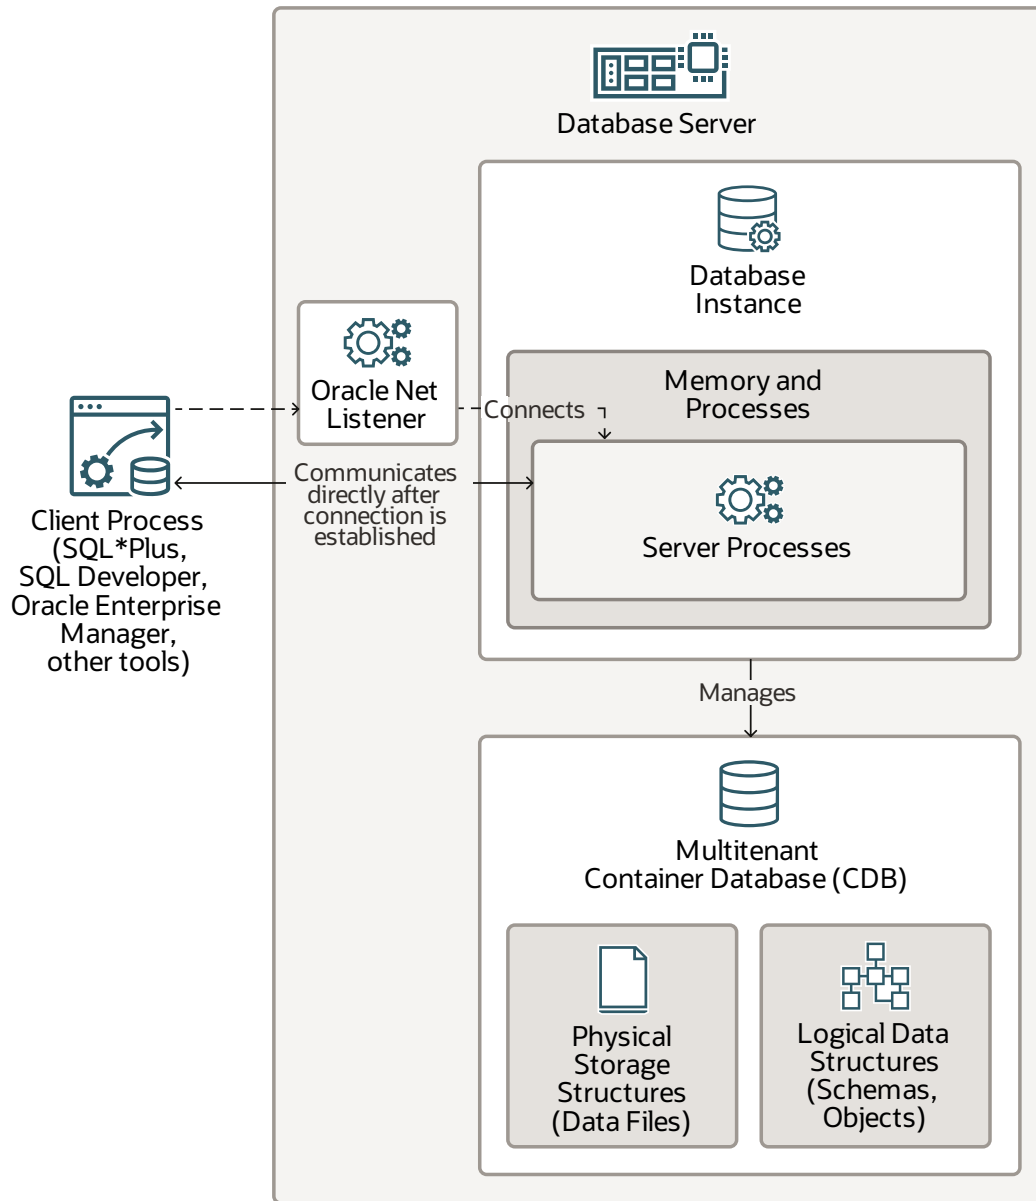 Database Server
Database
Instance
Oracle Net
Listener
Memory and
Processes
Connects
Communicates
directly after
connection is
established
Client Process
(SQL*Plus,
SQL Developer,
Oracle Enterprise
Manager,
other tools)
Server Processes
Manages
Multitenant
Container Database (CDB)
Physical
Storage
Structures
(Data Files)
Logical Data
Structures
(Schemas,
Objects)